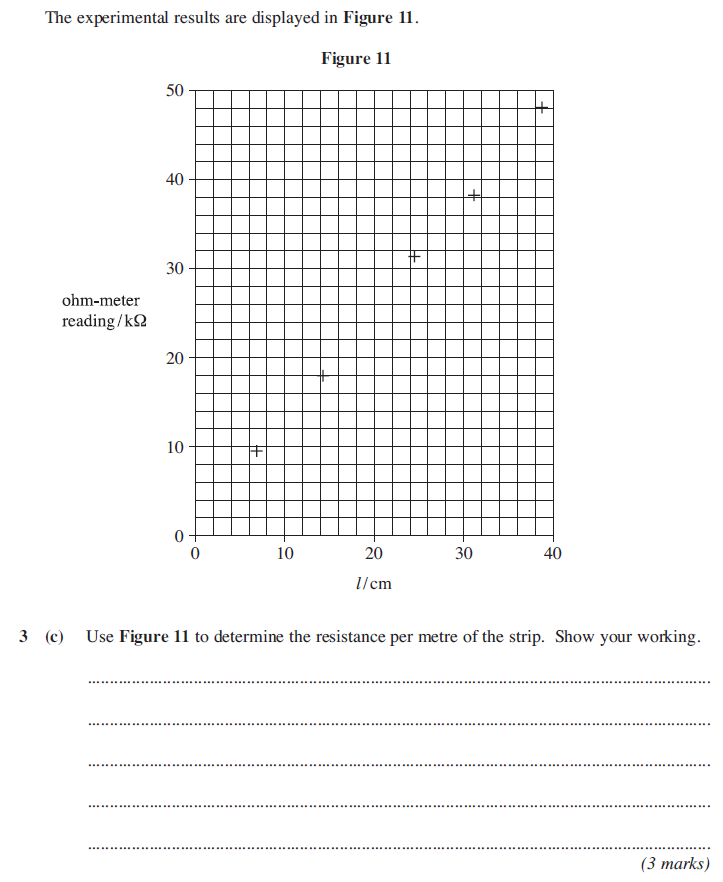 The experimental results are displayed in Figure 11.
Figure 11
50
40
30
20
10
0
ohm-meter
reading/kΩ
0 10 20 30 40
l/cm
3 (c) Use Figure 11 to determine the resistance per metre of the strip. Show your working.
(3 marks)